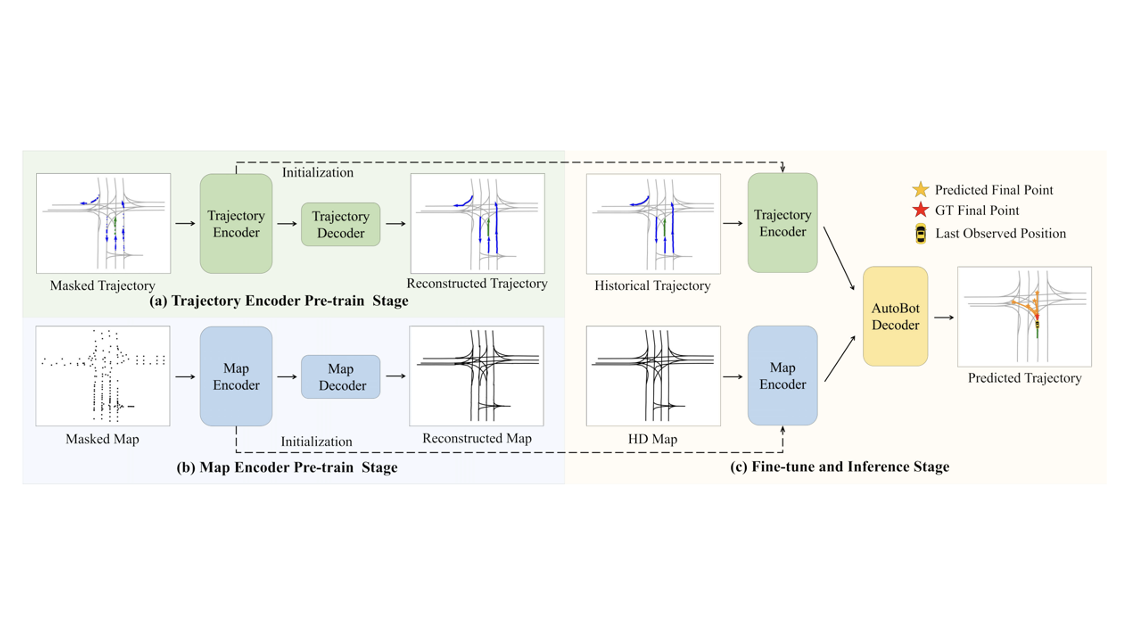 Initialization
Trajectory
Encoder
Trajectory
Decoder
Masked Trajectory
Reconstructed Trajectory
(a) Trajectory Encoder Pre-train Stage
Map
Encoder
Map
Decoder
Masked Map
Initialization
Reconstructed Map
(b) Map Encoder Pre-train Stage
Historical Trajectory
Trajectory
Encoder
HD Map
Map
Encoder
AutoBot
Decoder
Predicted Final Point
GT Final Point
Last Observed Position
Predicted Trajectory
(c) Fine-tune and Inference Stage